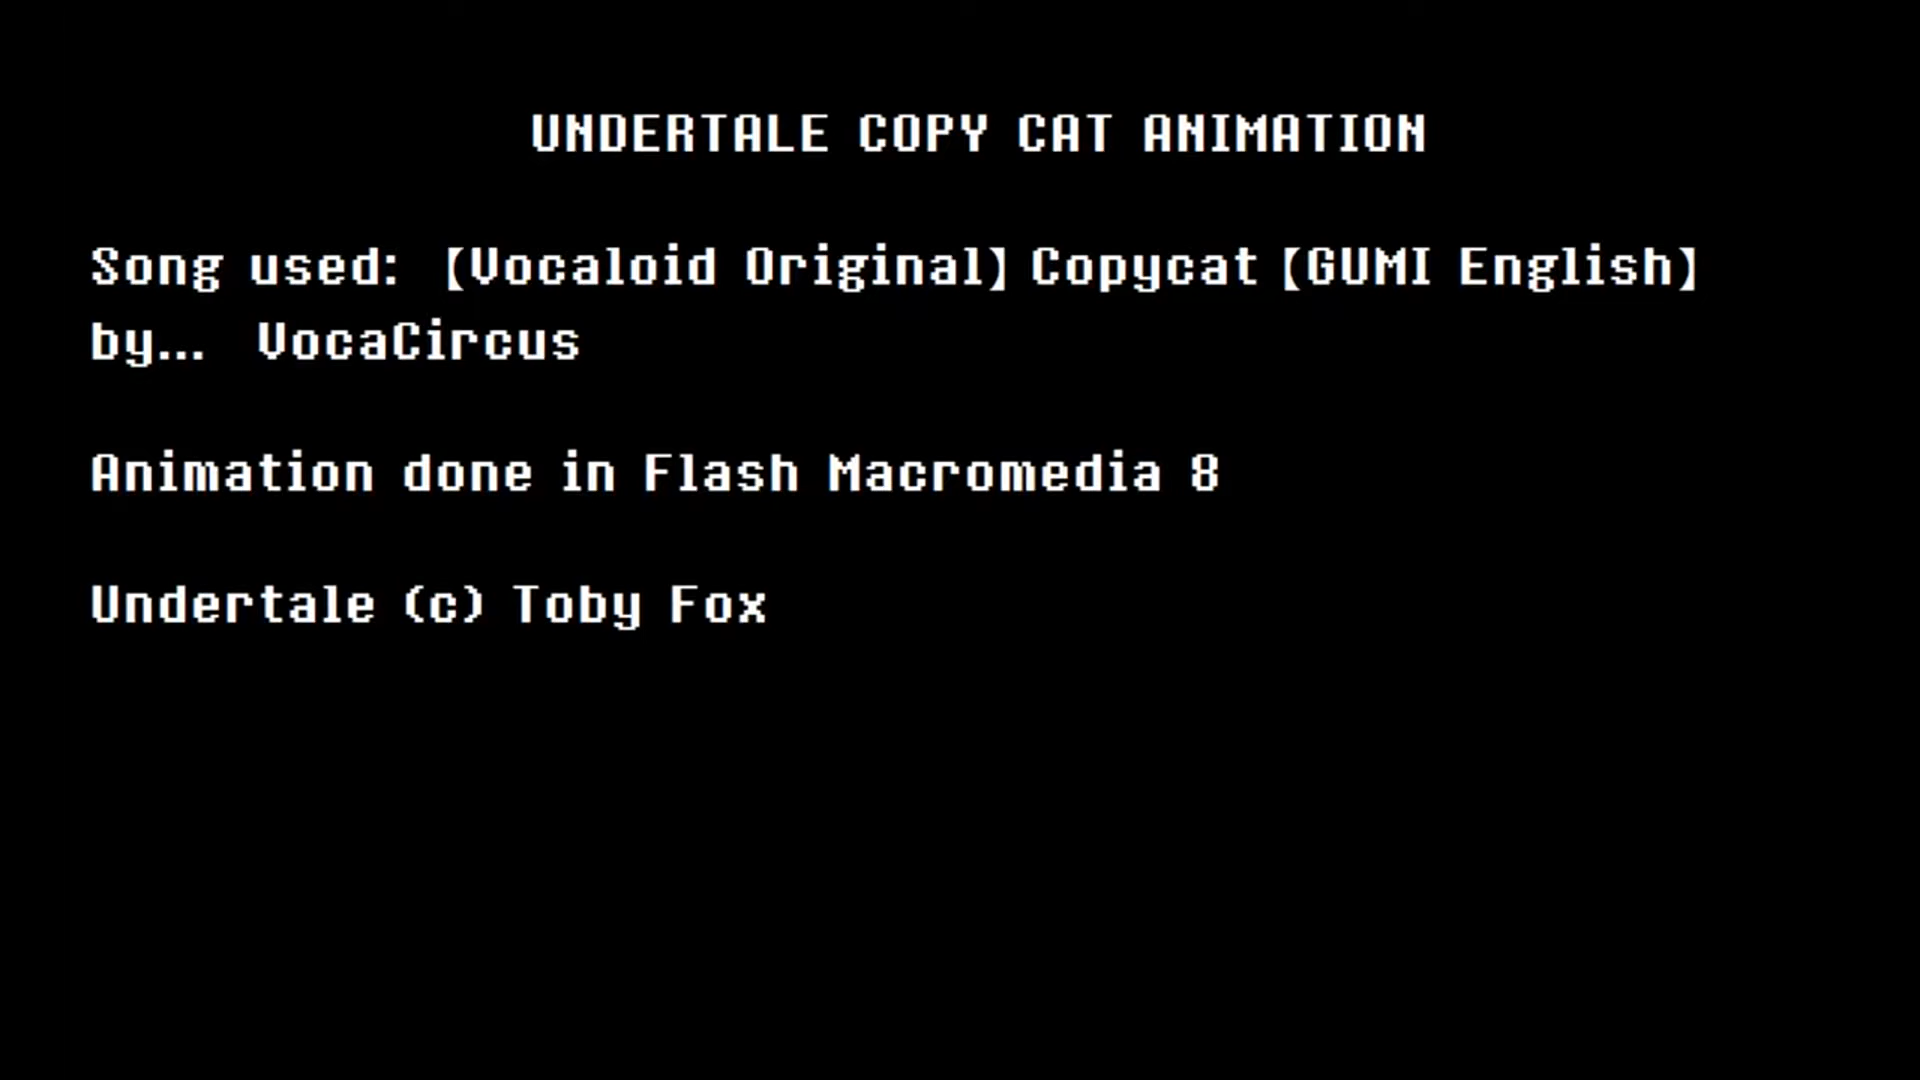 UNDERTALE COPY CAT ANIMATION
Song used: 【Vocaloid Original】Copycat【GUMI English】
by... VocaCircus
Animation done in Flash Macromedia 8
Undertale (c) Toby Fox